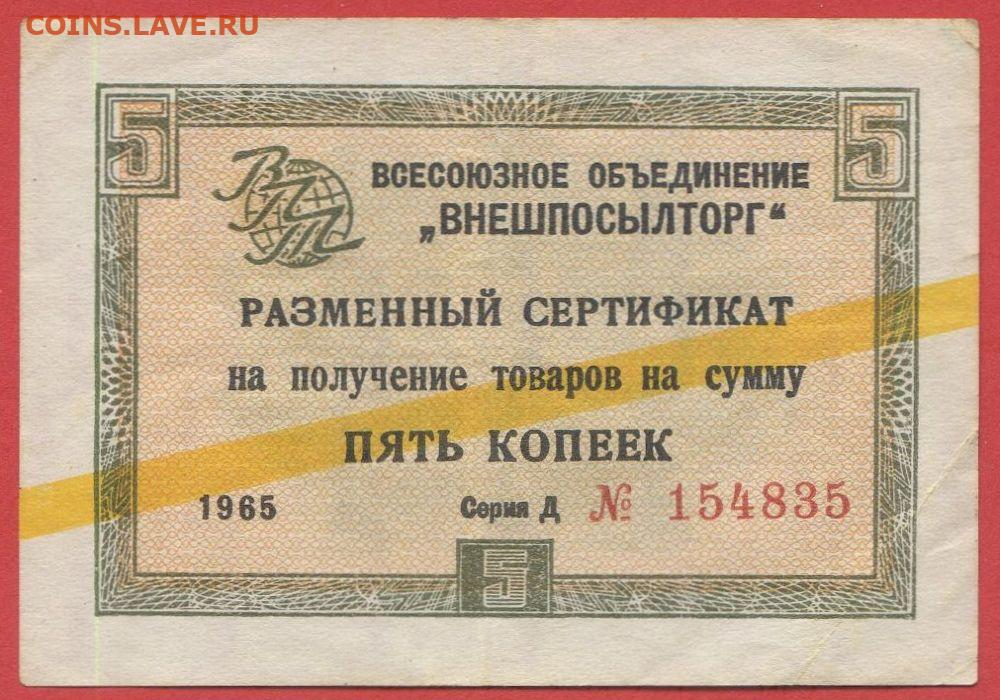 COINS.LAVE.RU
5 5
ВПТ
ВСЕСОЮЗНОЕ ОБЪЕДИНЕНИЕ
„ВНЕШПОСЫЛТОРГ“
РАЗМЕННЫЙ СЕРТИФИКАТ
на получение товаров на сумму
ПЯТЬ КОПЕЕК
1965 Серия Д № 154835
5